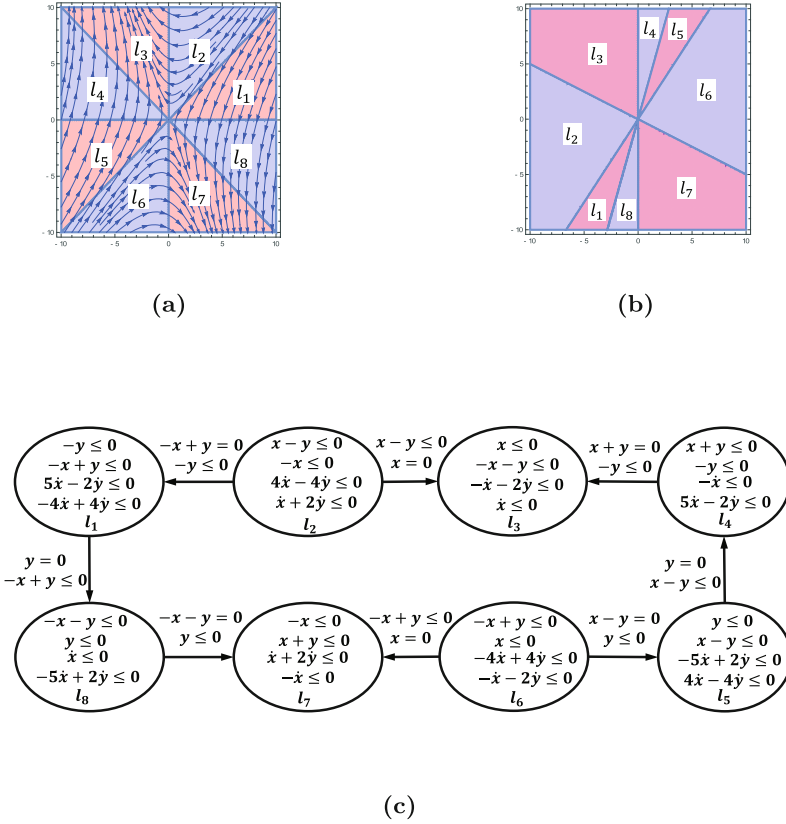 10
5
0
- 5
- 10
- 10
- 5
0
5
10
l₃
l₂
l₄
l₁
l₅
l₈
l₆
l₇
(a)
10
5
0
- 5
- 10
- 10
- 5
0
5
10
l₄
l₅
l₃
l₆
l₂
l₇
l₁
l₈
(b)
−y ≤ 0
−x + y ≤ 0
5ẋ − 2ẏ ≤ 0
−4ẋ + 4ẏ ≤ 0
l₁
−x + y = 0
−y ≤ 0
x − y ≤ 0
−x ≤ 0
4ẋ − 4ẏ ≤ 0
ẋ + 2ẏ ≤ 0
l₂
x − y ≤ 0
x = 0
x ≤ 0
−x − y ≤ 0
−ẋ − 2ẏ ≤ 0
ẋ ≤ 0
l₃
x + y = 0
−y ≤ 0
x + y ≤ 0
−y ≤ 0
−ẋ ≤ 0
5ẋ − 2ẏ ≤ 0
l₄
y = 0
−x + y ≤ 0
y = 0
x − y ≤ 0
−x − y ≤ 0
y ≤ 0
ẋ ≤ 0
−5ẋ + 2ẏ ≤ 0
l₈
−x − y = 0
y ≤ 0
−x ≤ 0
x + y ≤ 0
ẋ + 2ẏ ≤ 0
−ẋ ≤ 0
l₇
−x + y ≤ 0
x = 0
−x + y ≤ 0
x ≤ 0
−4ẋ + 4ẏ ≤ 0
−ẋ − 2ẏ ≤ 0
l₆
x − y = 0
y ≤ 0
y ≤ 0
x − y ≤ 0
−5ẋ + 2ẏ ≤ 0
4ẋ − 4ẏ ≤ 0
l₅
(c)